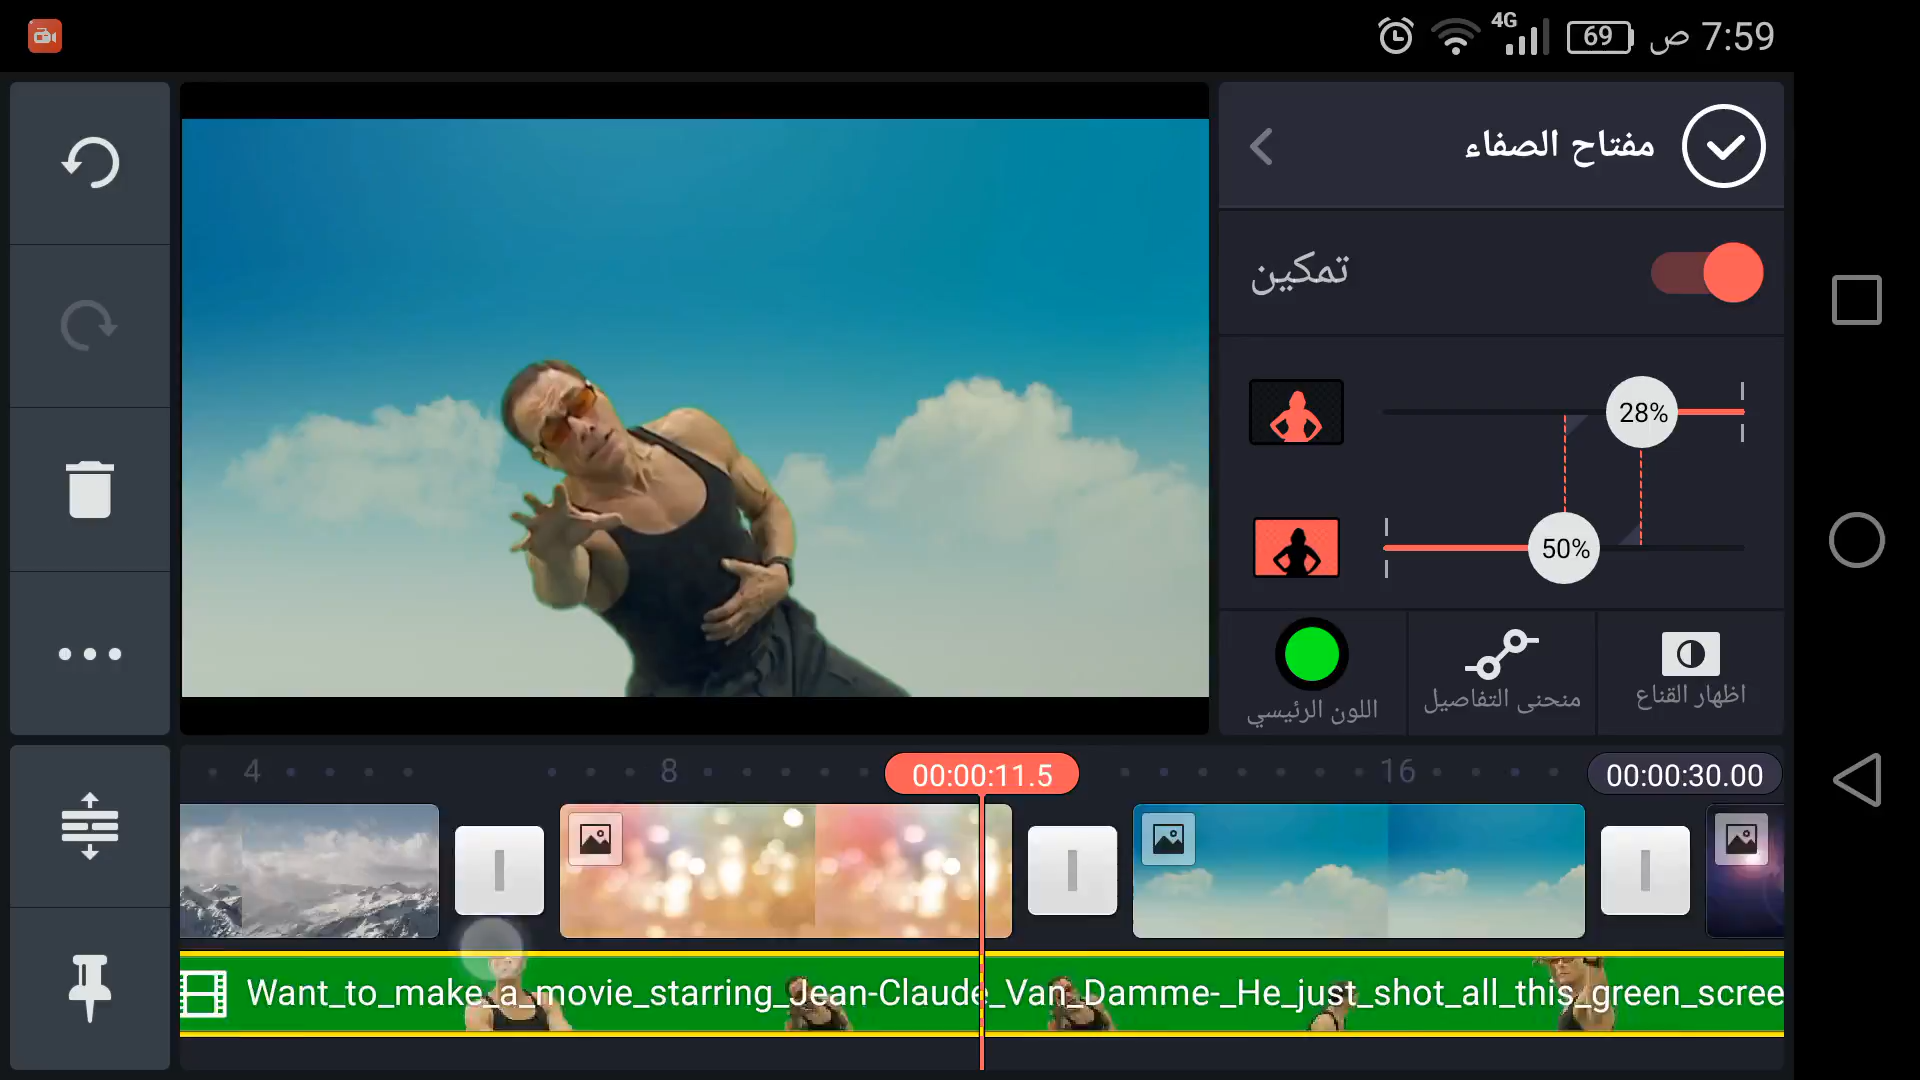 4G 69 7:59 ص
مفتاح الصفاء
تمكين
28%
50%
اللون الرئيسي
منحنى التفاصيل
اظهار القناع
4 8 00:00:11.5 16 00:00:30.00
Want_to_make_a_movie_starring_Jean-Claude_Van_Damme-_He_just_shot_all_this_green_scree